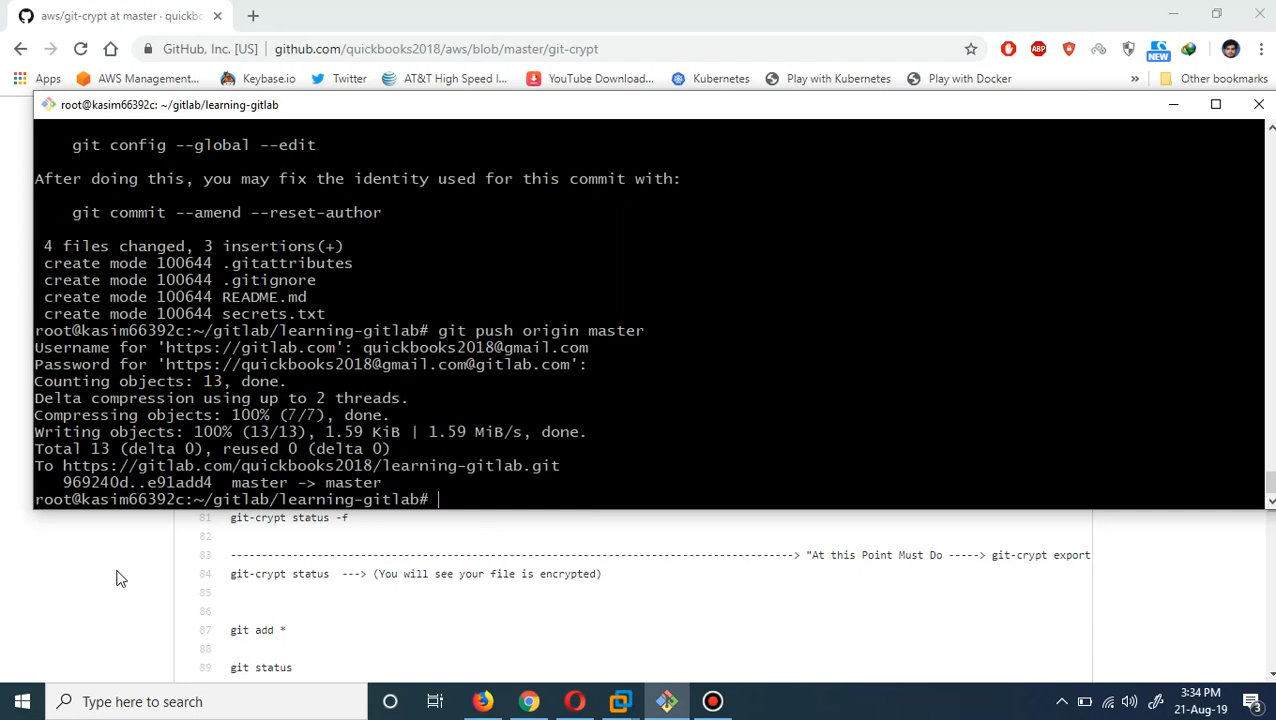 aws/git-crypt at master · quickbo
GitHub, Inc. [US]
github.com/quickbooks2018/aws/blob/master/git-crypt
ABP
NEW
Apps
AWS Management...
Keybase.io
Twitter
AT&T High Speed I...
YouTube Download...
Kubernetes
Play with Kubernetes
Play with Docker
»
Other bookmarks
root@kasim66392c: ~/gitlab/learning-gitlab
git config --global --edit
After doing this, you may fix the identity used for this commit with:
git commit --amend --reset-author
4 files changed, 3 insertions(+)
create mode 100644 .gitattributes
create mode 100644 .gitignore
create mode 100644 README.md
create mode 100644 secrets.txt
root@kasim66392c:~/gitlab/learning-gitlab# git push origin master
Username for 'https://gitlab.com': quickbooks2018@gmail.com
Password for 'https://quickbooks2018@gmail.com@gitlab.com':
Counting objects: 13, done.
Delta compression using up to 2 threads.
Compressing objects: 100% (7/7), done.
Writing objects: 100% (13/13), 1.59 KiB | 1.59 MiB/s, done.
Total 13 (delta 0), reused 0 (delta 0)
To https://gitlab.com/quickbooks2018/learning-gitlab.git
969240d..e91add4  master -> master
root@kasim66392c:~/gitlab/learning-gitlab#
81 git-crypt status -f
82
83 ------------------------------------------------------------------------------------------> "At this Point Must Do -----> git-crypt export
84 git-crypt status  ---> (You will see your file is encrypted)
85
86
87 git add *
88
89 git status
Type here to search
3:34 PM
21-Aug-19
3